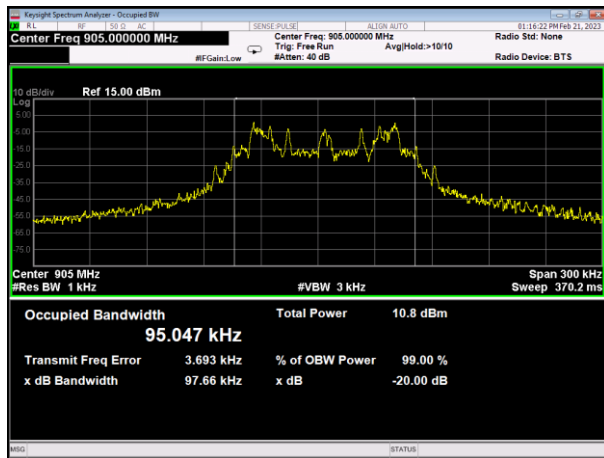 Keysight Spectrum Analyzer - Occupied BW
RL RF 50 Ω AC SENSE:PULSE ALIGN AUTO 01:16:22 PM Feb 21, 2023
Center Freq 905.000000 MHz Center Freq: 905.000000 MHz Radio Std: None
Trig: Free Run Avg|Hold:>10/10
#IFGain:Low #Atten: 40 dB Radio Device: BTS
10 dB/div Ref 15.00 dBm
Log
5.00
-5.00
-15.0
-25.0
-35.0
-45.0
-55.0
-65.0
-75.0
Center 905 MHz Span 300 kHz
#Res BW 1 kHz #VBW 3 kHz Sweep 370.2 ms
Occupied Bandwidth Total Power 10.8 dBm
95.047 kHz
Transmit Freq Error 3.693 kHz % of OBW Power 99.00 %
x dB Bandwidth 97.66 kHz x dB -20.00 dB
MSG STATUS